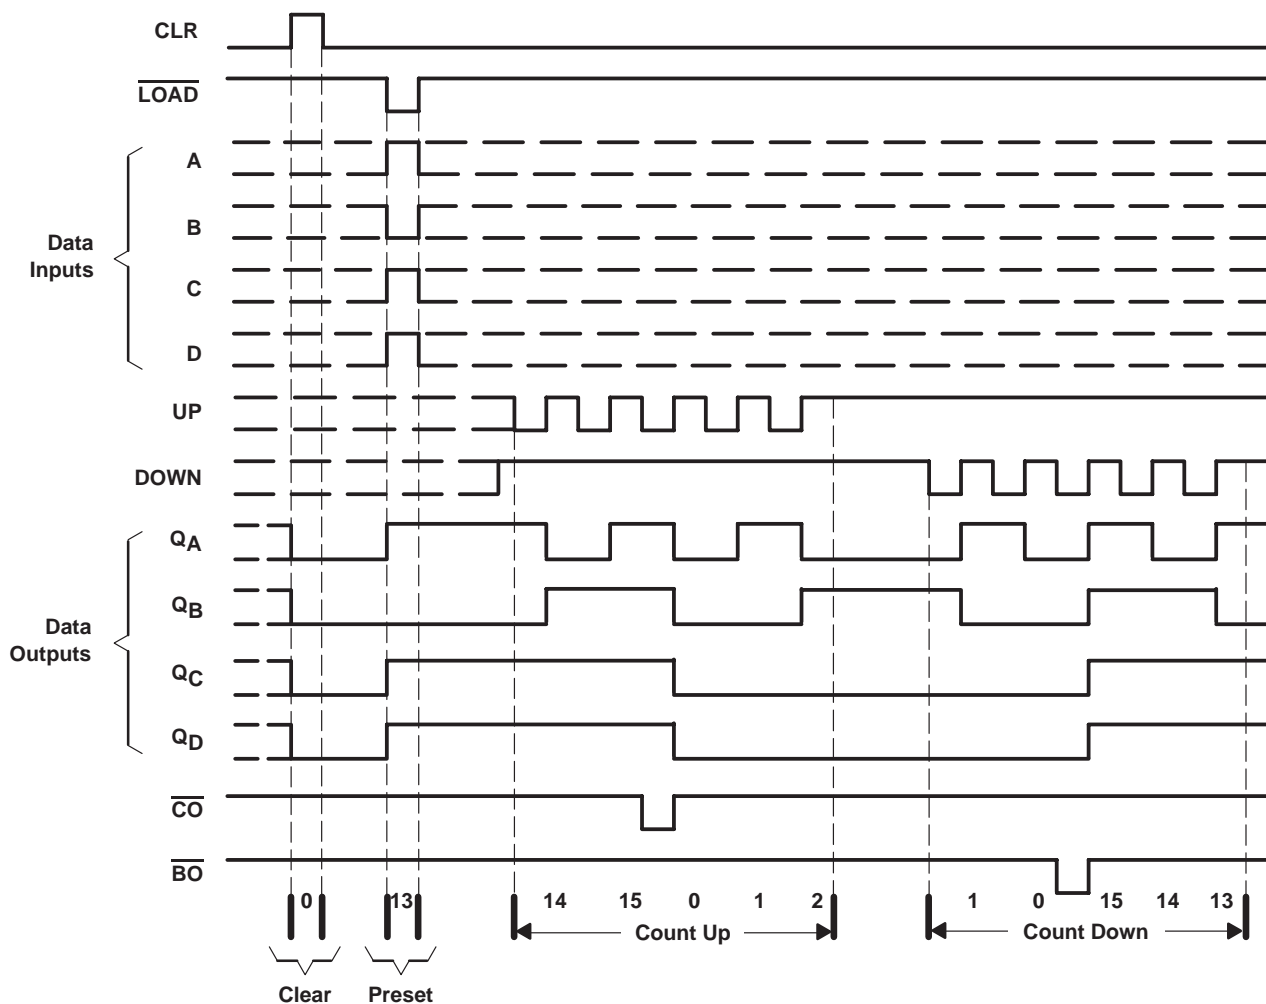 CLR
LOAD
A
B
Data
Inputs
C
D
UP
DOWN
QA
QB
Data
Outputs
QC
QD
CO
BO
0 13 14 15 0 1 2 1 0 15 14 13
Count Up Count Down
Clear Preset